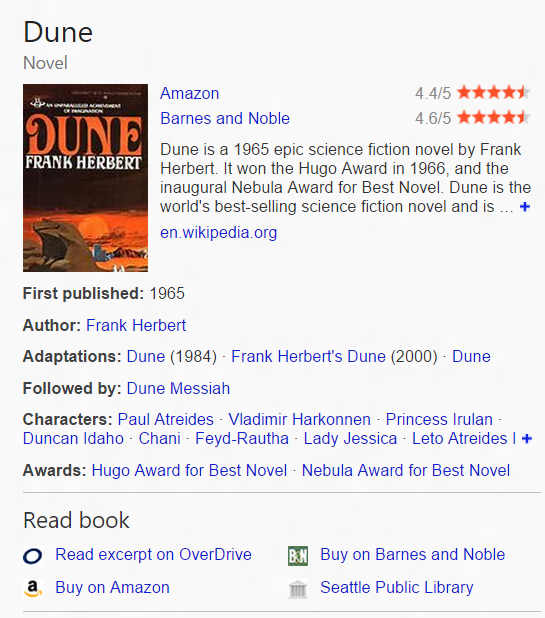 Dune
Novel
AN UNPARALLELED ACHIEVEMENT
OF IMAGINATION
DUNE
FRANK HERBERT
Amazon 4.4/5
Barnes and Noble 4.6/5
Dune is a 1965 epic science fiction novel by Frank
Herbert. It won the Hugo Award in 1966, and the
inaugural Nebula Award for Best Novel. Dune is the
world's best-selling science fiction novel and is ... +
en.wikipedia.org
First published: 1965
Author: Frank Herbert
Adaptations: Dune (1984) · Frank Herbert's Dune (2000) · Dune
Followed by: Dune Messiah
Characters: Paul Atreides · Vladimir Harkonnen · Princess Irulan ·
Duncan Idaho · Chani · Feyd-Rautha · Lady Jessica · Leto Atreides I +
Awards: Hugo Award for Best Novel · Nebula Award for Best Novel
Read book
Read excerpt on OverDrive
B&N Buy on Barnes and Noble
a Buy on Amazon
Seattle Public Library